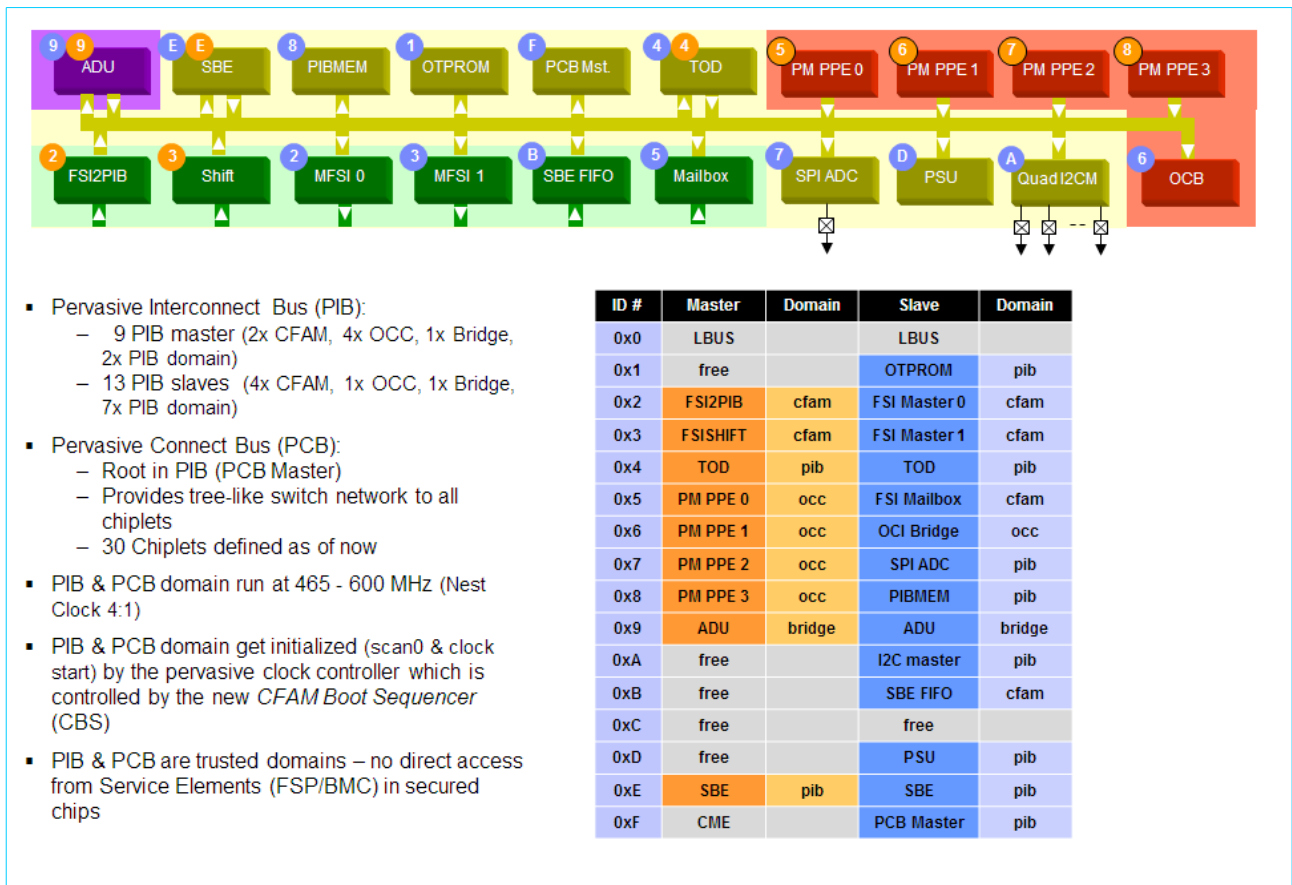 9 9 E E 8 1 F 4 4 5 6 7 8
ADU SBE PIBMEM OTPROM PCB Mst. TOD PM PPE 0 PM PPE 1 PM PPE 2 PM PPE 3
2 3 2 3 B 5 7 D A 6
FSI2PIB Shift MFSI 0 MFSI 1 SBE FIFO Mailbox SPI ADC PSU Quad I2CM OCB
--
▪ Pervasive Interconnect Bus (PIB):
– 9 PIB master (2x CFAM, 4x OCC, 1x Bridge,
2x PIB domain)
– 13 PIB slaves (4x CFAM, 1x OCC, 1x Bridge,
7x PIB domain)
▪ Pervasive Connect Bus (PCB):
– Root in PIB (PCB Master)
– Provides tree-like switch network to all
chiplets
– 30 Chiplets defined as of now
▪ PIB & PCB domain run at 465 - 600 MHz (Nest
Clock 4:1)
▪ PIB & PCB domain get initialized (scan0 & clock
start) by the pervasive clock controller which is
controlled by the new CFAM Boot Sequencer
(CBS)
▪ PIB & PCB are trusted domains – no direct access
from Service Elements (FSP/BMC) in secured
chips
ID # Master Domain Slave Domain
0x0 LBUS LBUS
0x1 free OTPROM pib
0x2 FSI2PIB cfam FSI Master 0 cfam
0x3 FSISHIFT cfam FSI Master 1 cfam
0x4 TOD pib TOD pib
0x5 PM PPE 0 occ FSI Mailbox cfam
0x6 PM PPE 1 occ OCI Bridge occ
0x7 PM PPE 2 occ SPI ADC pib
0x8 PM PPE 3 occ PIBMEM pib
0x9 ADU bridge ADU bridge
0xA free I2C master pib
0xB free SBE FIFO cfam
0xC free free
0xD free PSU pib
0xE SBE pib SBE pib
0xF CME PCB Master pib